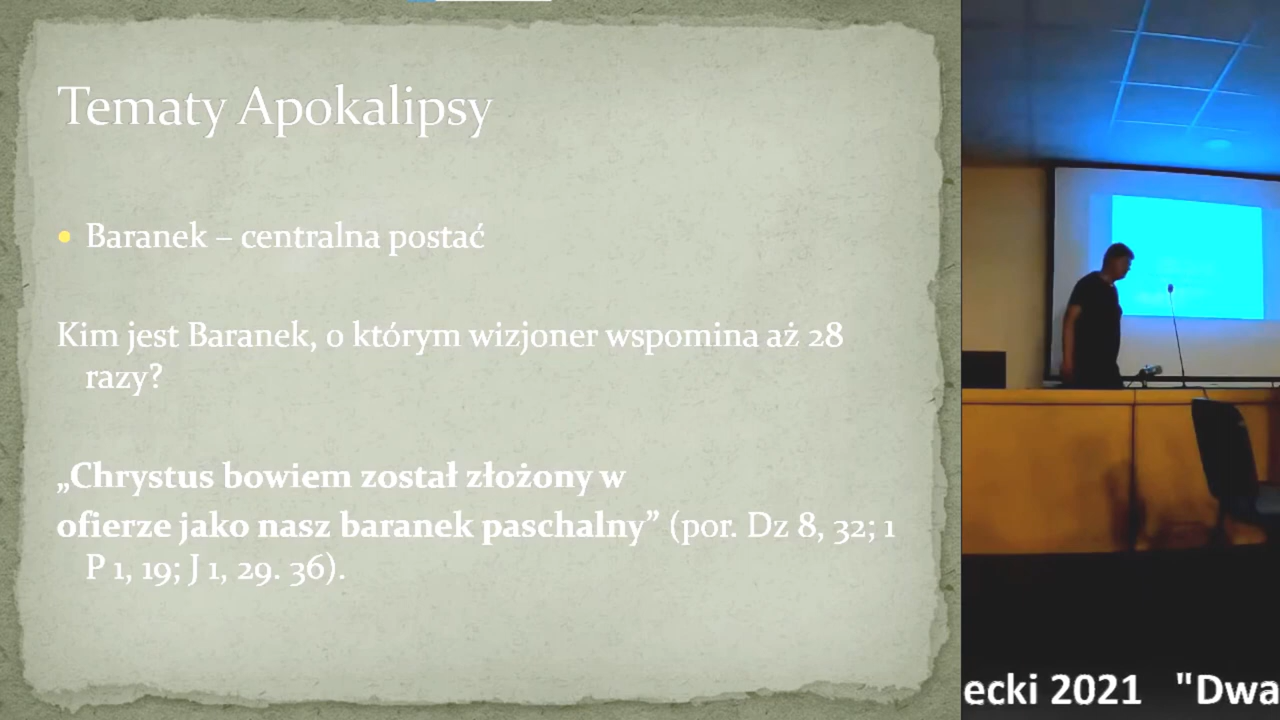 Tematy Apokalipsy
• Baranek – centralna postać
Kim jest Baranek, o którym wizjoner wspomina aż 28
razy?
„Chrystus bowiem został złożony w
ofierze jako nasz baranek paschalny” (por. Dz 8, 32; 1
P 1, 19; J 1, 29. 36).
ecki 2021 "Dwa